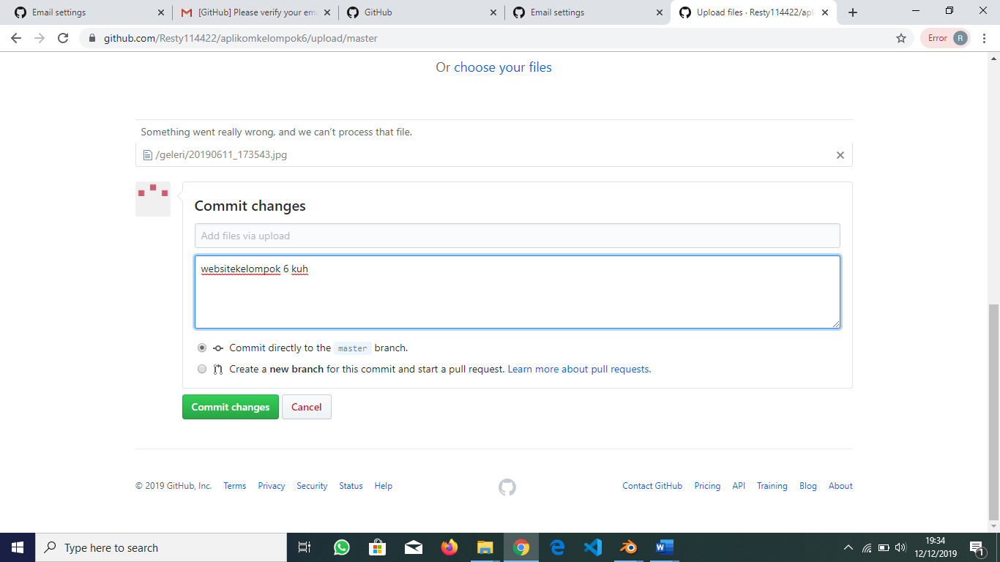 Email settings
[GitHub] Please verify your ema
GitHub
Email settings
Upload files · Resty114422/apli
github.com/Resty114422/aplikomkelompok6/upload/master
Error
R
Or choose your files
Something went really wrong, and we can't process that file.
/geleri/20190611_173543.jpg
Commit changes
Add files via upload
websitekelompok 6 kuh
Commit directly to the master branch.
Create a new branch for this commit and start a pull request. Learn more about pull requests.
Commit changes
Cancel
© 2019 GitHub, Inc.
Terms
Privacy
Security
Status
Help
Contact GitHub
Pricing
API
Training
Blog
About
Type here to search
19:34
12/12/2019
1